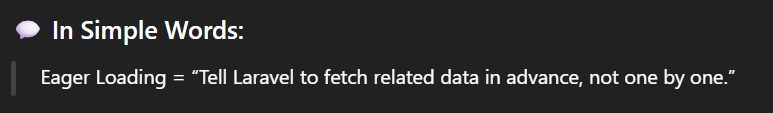 💬 In Simple Words:
Eager Loading = “Tell Laravel to fetch related data in advance, not one by one.”